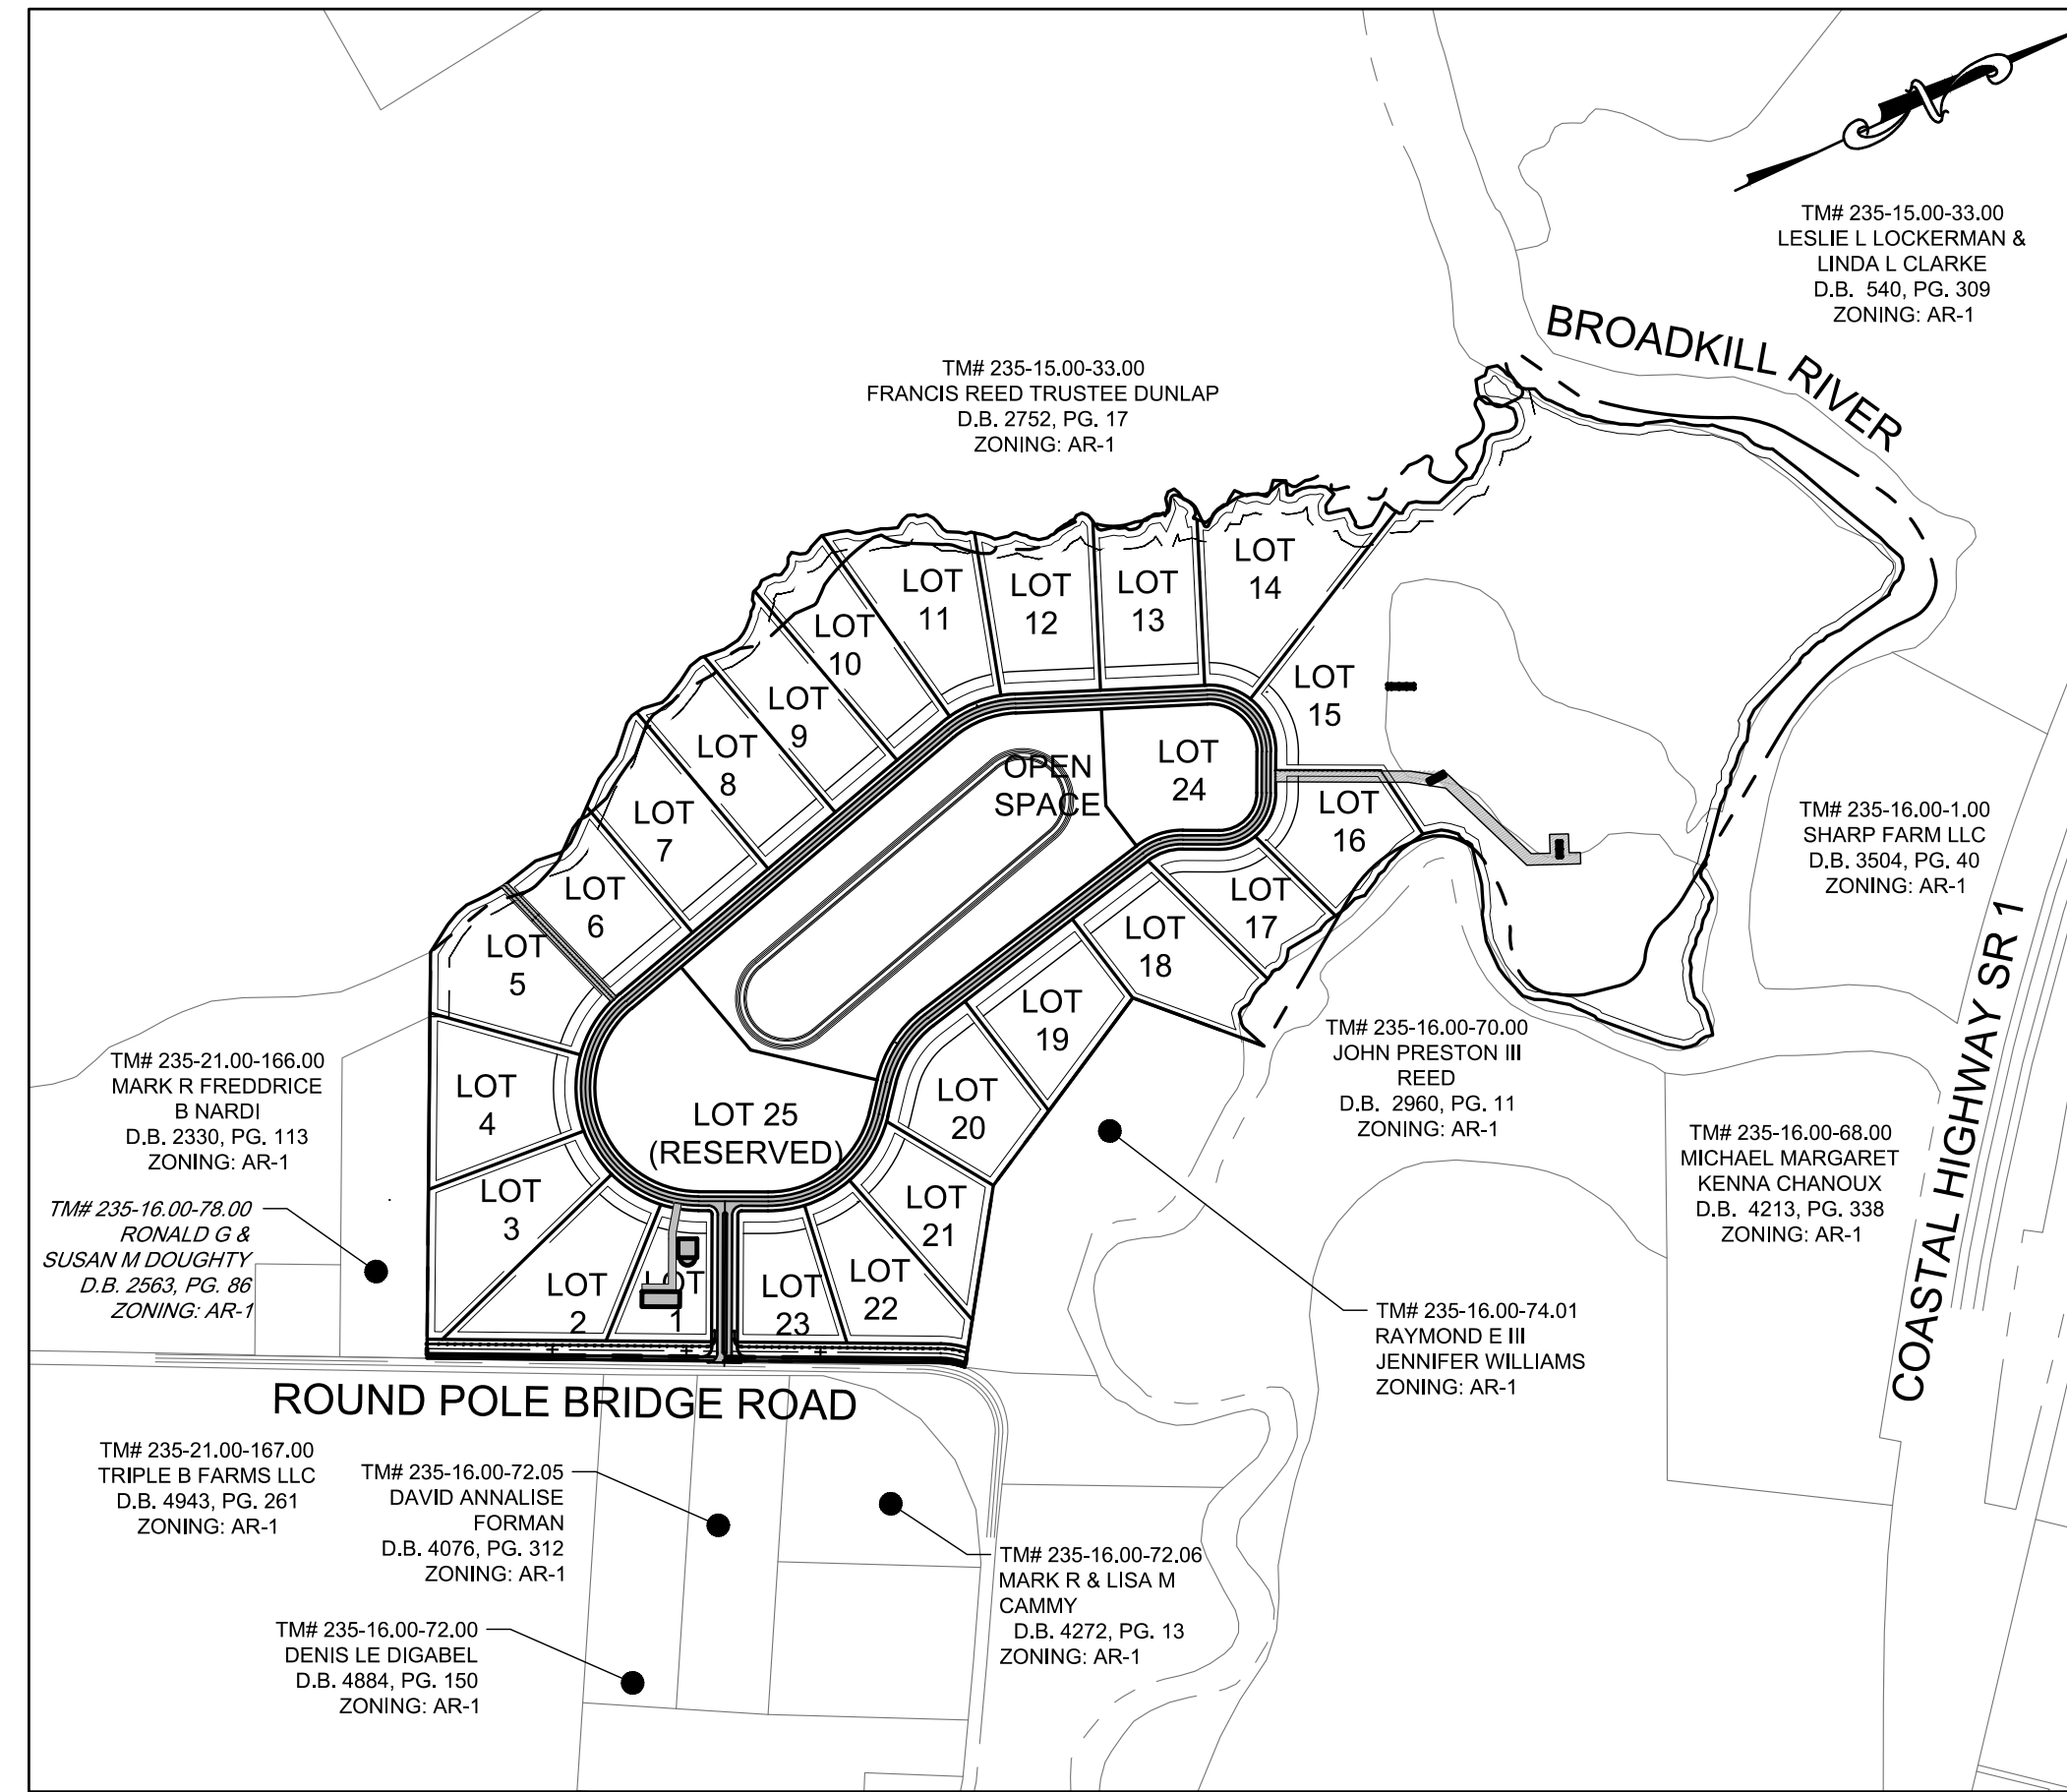 N
TM# 235-15.00-33.00
LESLIE L LOCKERMAN &
LINDA L CLARKE
D.B. 540, PG. 309
ZONING: AR-1
BROADKILL RIVER
TM# 235-15.00-33.00
FRANCIS REED TRUSTEE DUNLAP
D.B. 2752, PG. 17
ZONING: AR-1
LOT
14
LOT
13
LOT
12
LOT
11
LOT
10
LOT
9
LOT
8
LOT
7
LOT
6
LOT
5
LOT
4
LOT
3
LOT
2
LOT
1
LOT
15
LOT
24
OPEN
SPACE
LOT
16
LOT
17
LOT
18
LOT
19
LOT
20
LOT
21
LOT
22
LOT
23
LOT 25
(RESERVED)
TM# 235-16.00-1.00
SHARP FARM LLC
D.B. 3504, PG. 40
ZONING: AR-1
COASTAL HIGHWAY SR 1
TM# 235-16.00-70.00
JOHN PRESTON III
REED
D.B. 2960, PG. 11
ZONING: AR-1
TM# 235-16.00-68.00
MICHAEL MARGARET
KENNA CHANOUX
D.B. 4213, PG. 338
ZONING: AR-1
TM# 235-21.00-166.00
MARK R FREDDRICE
B NARDI
D.B. 2330, PG. 113
ZONING: AR-1
TM# 235-16.00-78.00
RONALD G &
SUSAN M DOUGHTY
D.B. 2563, PG. 86
ZONING: AR-1
TM# 235-16.00-74.01
RAYMOND E III
JENNIFER WILLIAMS
ZONING: AR-1
ROUND POLE BRIDGE ROAD
TM# 235-21.00-167.00
TRIPLE B FARMS LLC
D.B. 4943, PG. 261
ZONING: AR-1
TM# 235-16.00-72.05
DAVID ANNALISE
FORMAN
D.B. 4076, PG. 312
ZONING: AR-1
TM# 235-16.00-72.06
MARK R & LISA M
CAMMY
D.B. 4272, PG. 13
ZONING: AR-1
TM# 235-16.00-72.00
DENIS LE DIGABEL
D.B. 4884, PG. 150
ZONING: AR-1